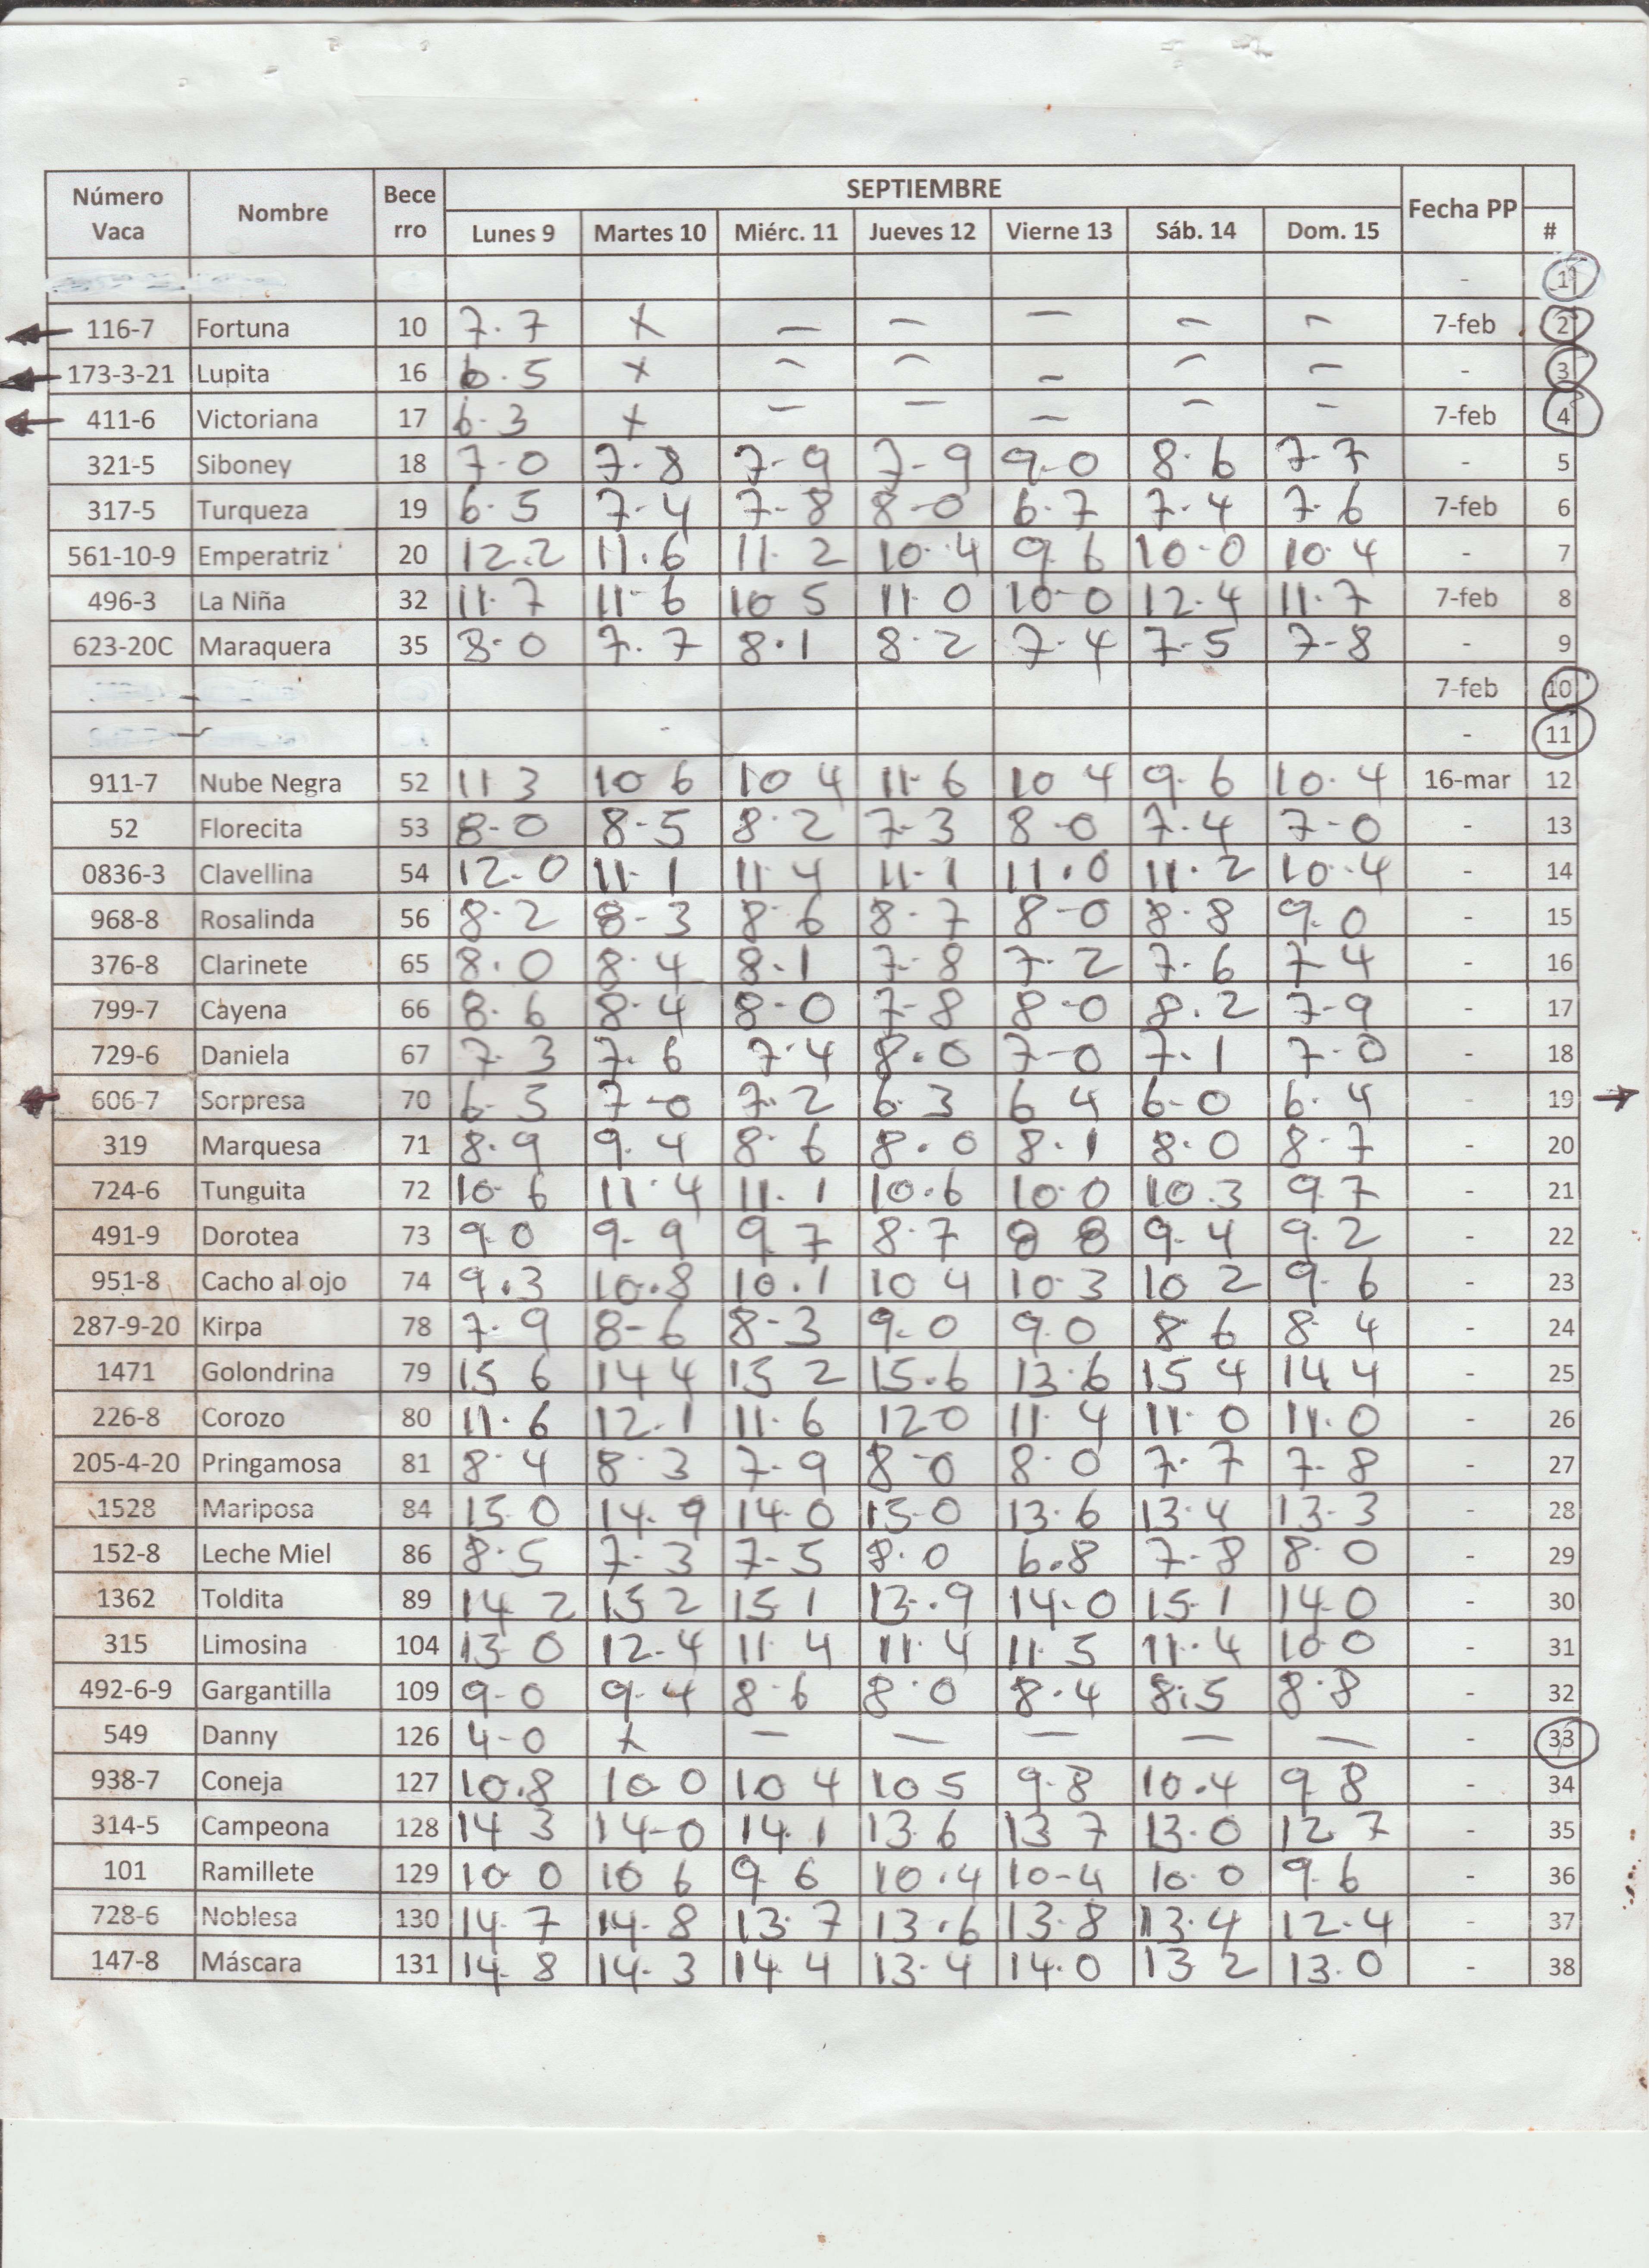 Número Vaca Nombre Bece rro SEPTIEMBRE Fecha PP
Lunes 9 Martes 10 Miérc. 11 Jueves 12 Vierne 13 Sáb. 14 Dom. 15 #
- 1
116-7 Fortuna 10 7.7 x - - - - - 7-feb 2
173-3-21 Lupita 16 6.5 x - - - - - - 3
411-6 Victoriana 17 6.3 x - - - - - 7-feb 4
321-5 Siboney 18 7-0 7-8 7-9 7-9 9-0 8.6 7-7 - 5
317-5 Turqueza 19 6.5 7-4 7-8 8-0 6.7 7.4 7.6 7-feb 6
561-10-9 Emperatriz 20 12.2 11.6 11.2 10.4 9.6 10-0 10.4 - 7
496-3 La Niña 32 11.7 11-6 10 5 11.0 10-0 12.4 11.7 7-feb 8
623-20C Maraquera 35 8.0 7.7 8.1 8.2 7-4 7-5 7-8 - 9
7-feb 10
- 11
911-7 Nube Negra 52 11 3 10 6 10 4 11-6 10 4 9.6 10.4 16-mar 12
52 Florecita 53 8-0 8-5 8.2 7-3 8-0 7.4 7-0 - 13
0836-3 Clavellina 54 12.0 11-1 11.4 11-1 11.0 11.2 10.4 - 14
968-8 Rosalinda 56 8.2 8-3 8.6 8.7 8-0 8.8 9.0 - 15
376-8 Clarinete 65 8.0 8.4 8.1 7-8 7.2 7.6 7 4 - 16
799-7 Cayena 66 8.6 8.4 8-0 7-8 8-0 8.2 7-9 - 17
729-6 Daniela 67 7.3 7.6 7.4 8.0 7-0 7.1 7-0 - 18
606-7 Sorpresa 70 6.5 7-0 7.2 6.3 6 4 6-0 6.4 - 19
319 Marquesa 71 8.9 9.4 8.6 8.0 8.1 8.0 8.7 - 20
724-6 Tunguita 72 10.6 11.4 11.1 10.6 10.0 10.3 9.7 - 21
491-9 Dorotea 73 9.0 9-9 9.7 8.7 8 8 9.4 9.2 - 22
951-8 Cacho al ojo 74 9.3 10.8 10.1 10 4 10.3 10 2 9.6 - 23
287-9-20 Kirpa 78 7.9 8-6 8-3 9.0 9.0 8 6 8.4 - 24
1471 Golondrina 79 15 6 14 4 15 2 15.6 13.6 15 4 14 4 - 25
226-8 Corozo 80 11.6 12.1 11.6 12 0 11.4 11.0 11.0 - 26
205-4-20 Pringamosa 81 8.4 8.3 7-9 8-0 8.0 7.7 7-8 - 27
1528 Mariposa 84 15.0 14.9 14.0 15-0 13.6 13.4 13.3 - 28
152-8 Leche Miel 86 8.5 7-3 7-5 8.0 6.8 7-8 8.0 - 29
1362 Toldita 89 14 2 15 2 15 1 13.9 14.0 15.1 14.0 - 30
315 Limosina 104 13 0 12.4 11 4 11.4 11.5 11.4 10 0 - 31
492-6-9 Gargantilla 109 9-0 9.4 8.6 8.0 8.4 8.5 8.8 - 32
549 Danny 126 4-0 x - - - - - - 33
938-7 Coneja 127 10.8 10.0 10 4 10 5 9.8 10.4 9 8 - 34
314-5 Campeona 128 14 3 14-0 14.1 13.6 13 7 13.0 12 7 - 35
101 Ramillete 129 10 0 10 6 9.6 10.4 10-4 10.0 9.6 - 36
728-6 Noblesa 130 14.7 14.8 13.7 13.6 13.8 13.4 12.4 - 37
147-8 Máscara 131 14.8 14.3 14.4 13.4 14.0 13 2 13.0 - 38